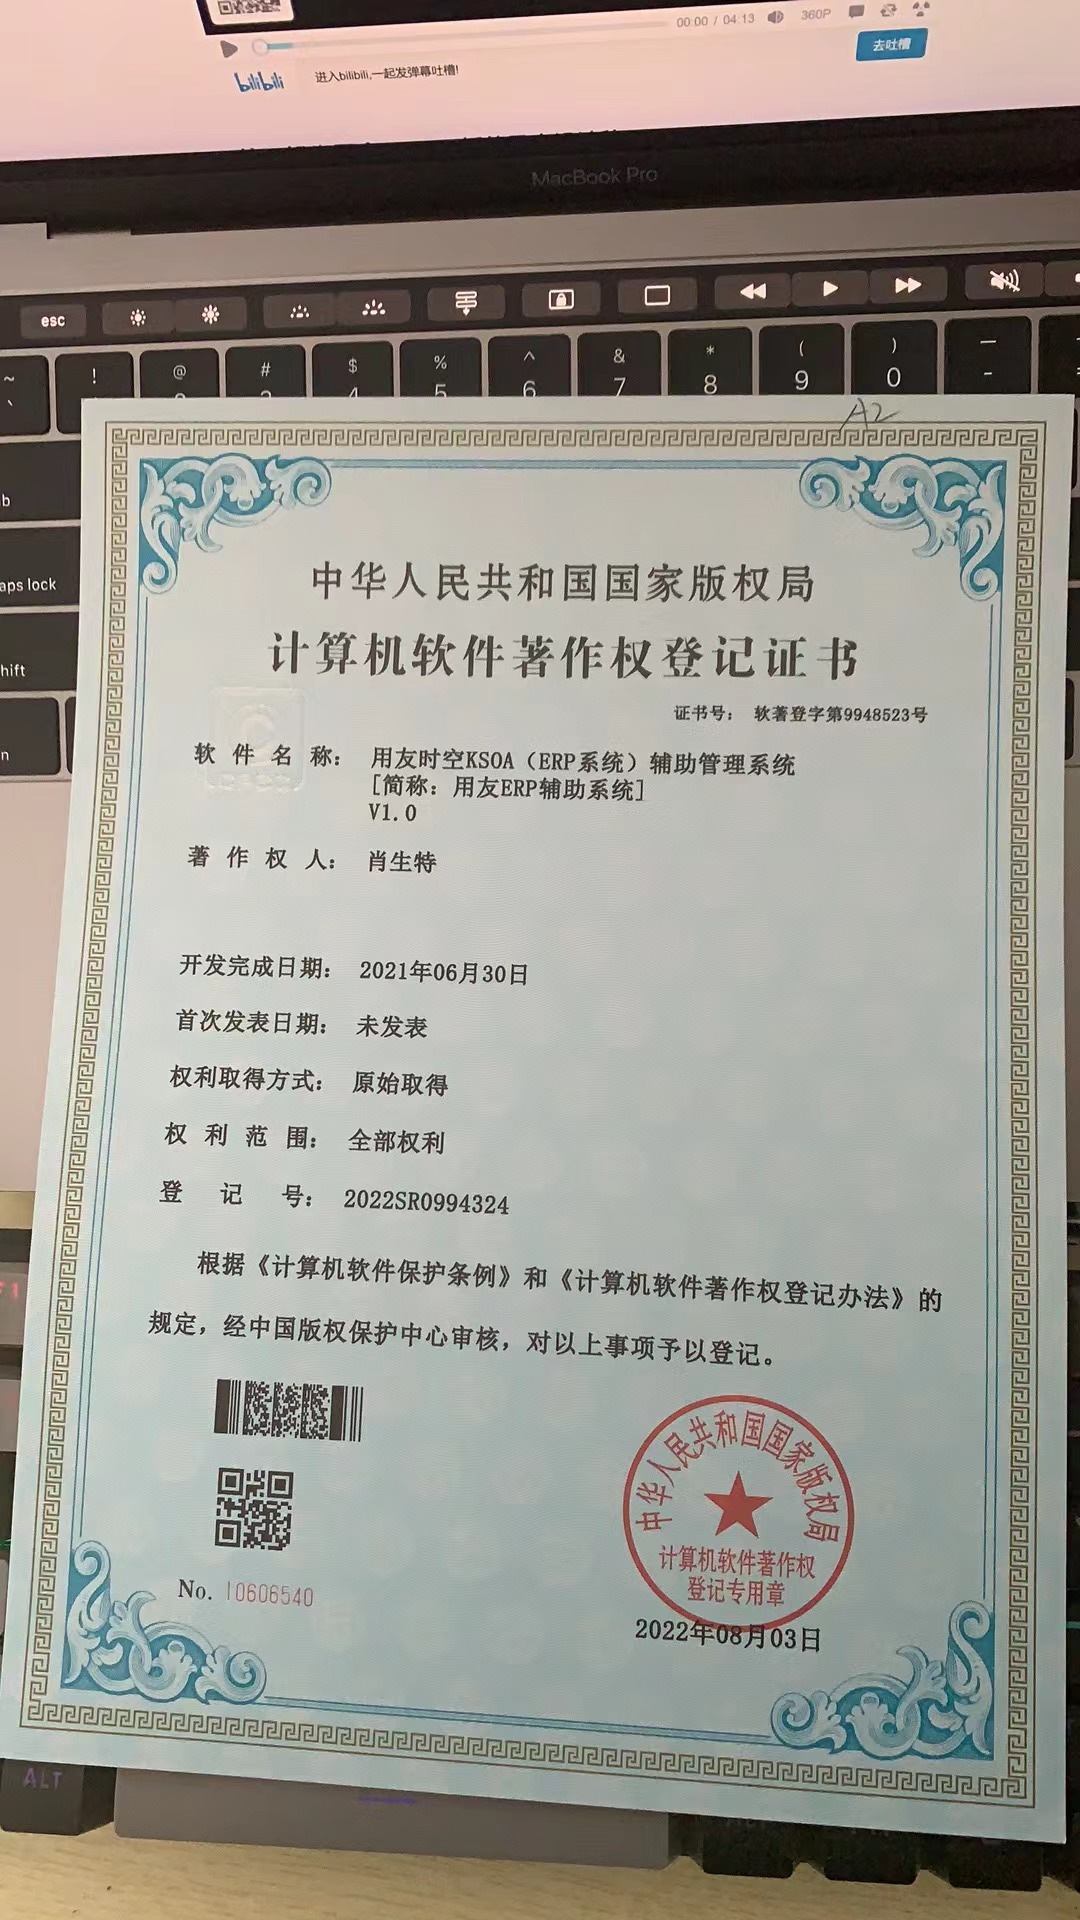 00:00 / 04:13
360P
bilibili
进入bilibili,一起发弹幕吐槽!
去吐槽
MacBook Pro
esc
! @ # $ % ^ & * ( ) — 
~ 5 6 7 8 9 0 -
A2
aps lock
hift
中华人民共和国国家版权局
计算机软件著作权登记证书
证书号： 软著登字第9948523号
软件名称： 用友时空KSOA（ERP系统）辅助管理系统
[简称：用友ERP辅助系统]
V1.0
著作权人： 肖生特
开发完成日期： 2021年06月30日
首次发表日期： 未发表
权利取得方式： 原始取得
权利范围： 全部权利
登记号： 2022SR0994324
根据《计算机软件保护条例》和《计算机软件著作权登记办法》的
规定，经中国版权保护中心审核，对以上事项予以登记。
中华人民共和国国家版权局
计算机软件著作权
登记专用章
No. 10606540
2022年08月03日
ALT